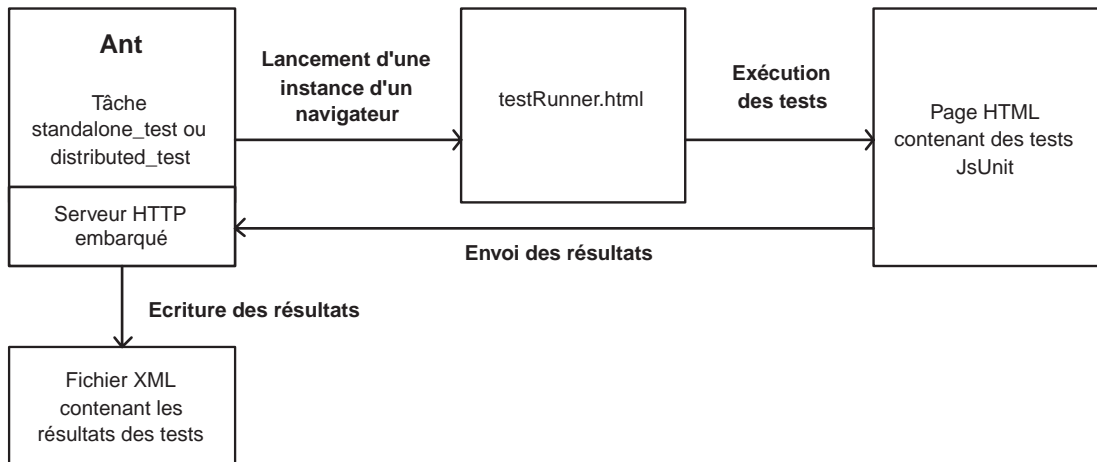 Ant
Tâche
standalone_test ou
distributed_test
Serveur HTTP
embarqué
Lancement d'une
instance d'un
navigateur
testRunner.html
Exécution
des tests
Page HTML
contenant des tests
JsUnit
Envoi des résultats
Ecriture des résultats
Fichier XML
contenant les
résultats des tests